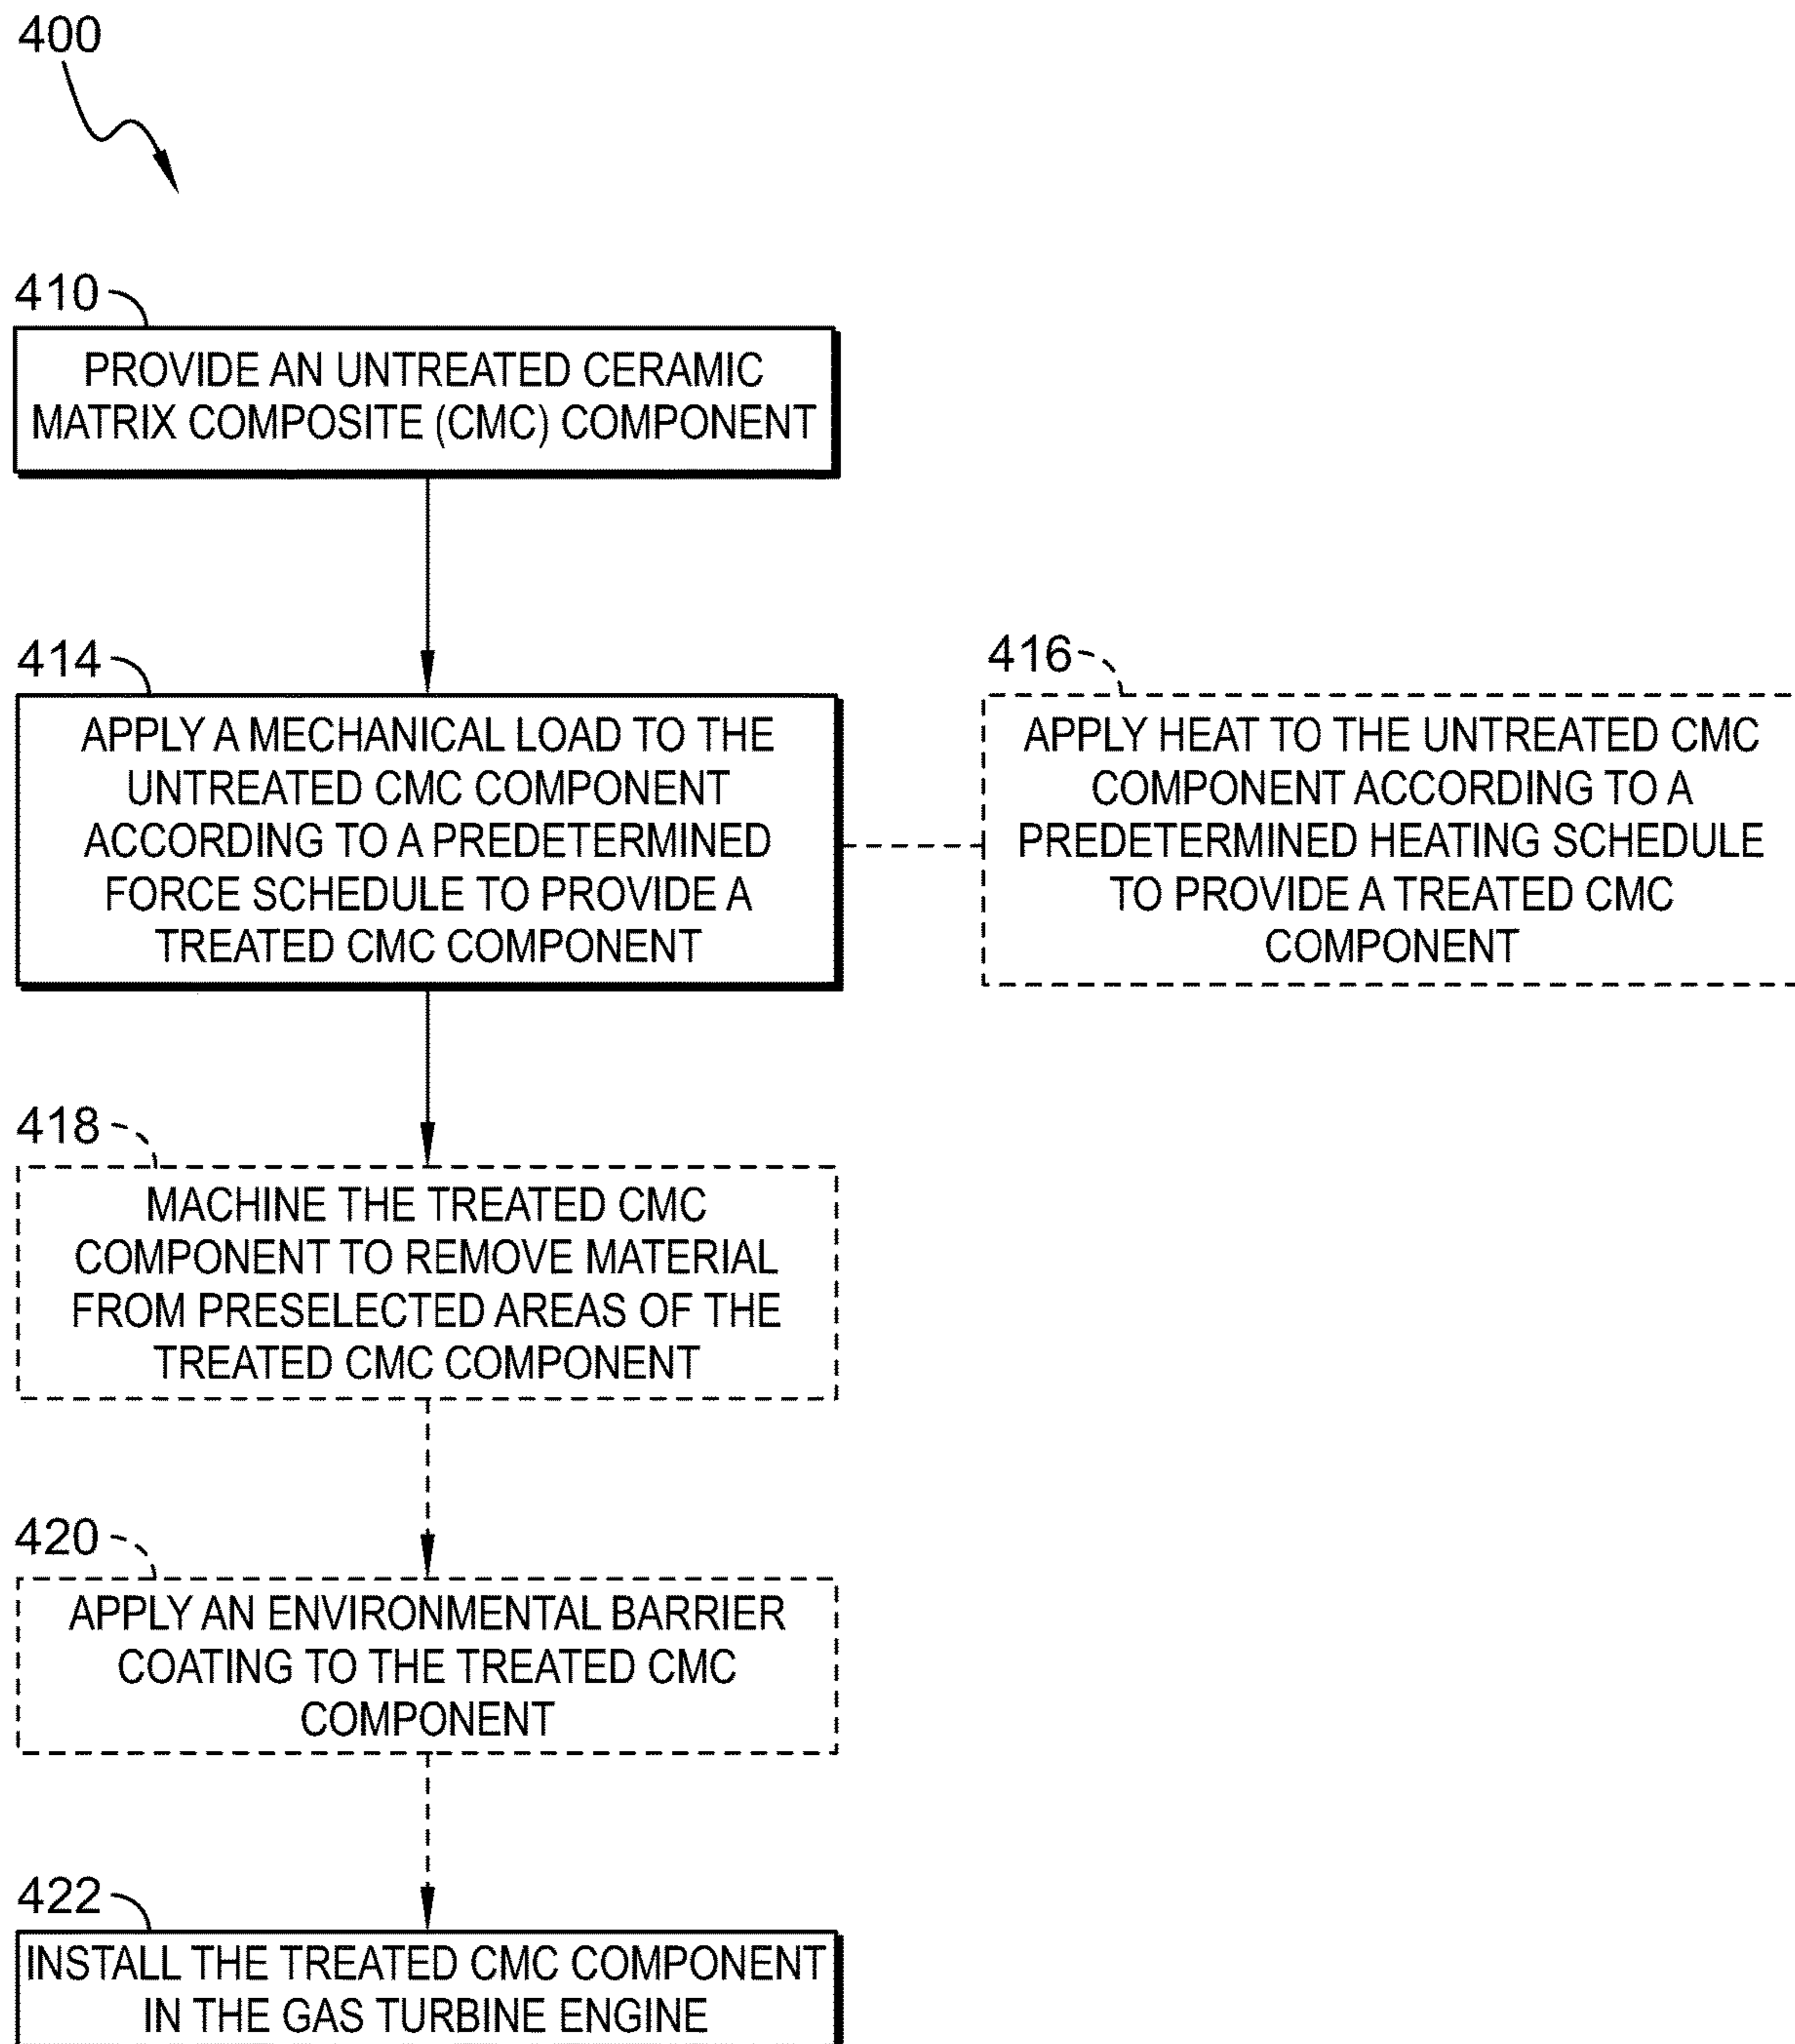 400
410
PROVIDE AN UNTREATED CERAMIC
MATRIX COMPOSITE (CMC) COMPONENT
414
APPLY A MECHANICAL LOAD TO THE
UNTREATED CMC COMPONENT
ACCORDING TO A PREDETERMINED
FORCE SCHEDULE TO PROVIDE A
TREATED CMC COMPONENT
416
APPLY HEAT TO THE UNTREATED CMC
COMPONENT ACCORDING TO A
PREDETERMINED HEATING SCHEDULE
TO PROVIDE A TREATED CMC
COMPONENT
418
MACHINE THE TREATED CMC
COMPONENT TO REMOVE MATERIAL
FROM PRESELECTED AREAS OF THE
TREATED CMC COMPONENT
420
APPLY AN ENVIRONMENTAL BARRIER
COATING TO THE TREATED CMC
COMPONENT
422
INSTALL THE TREATED CMC COMPONENT
IN THE GAS TURBINE ENGINE